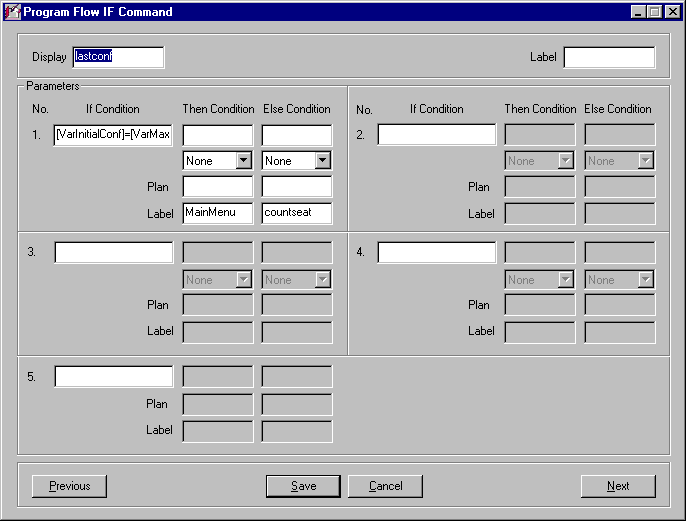 Program Flow IF Command
Display lastconf Label
Parameters
No. If Condition Then Condition Else Condition No. If Condition Then Condition Else Condition
1. [VarInitialConf]=[VarMax 2.
None None None None
Plan Plan
Label MainMenu countseat Label
3. 4.
None None None None
Plan Plan
Label Label
5.
Plan
Label
Previous Save Cancel Next